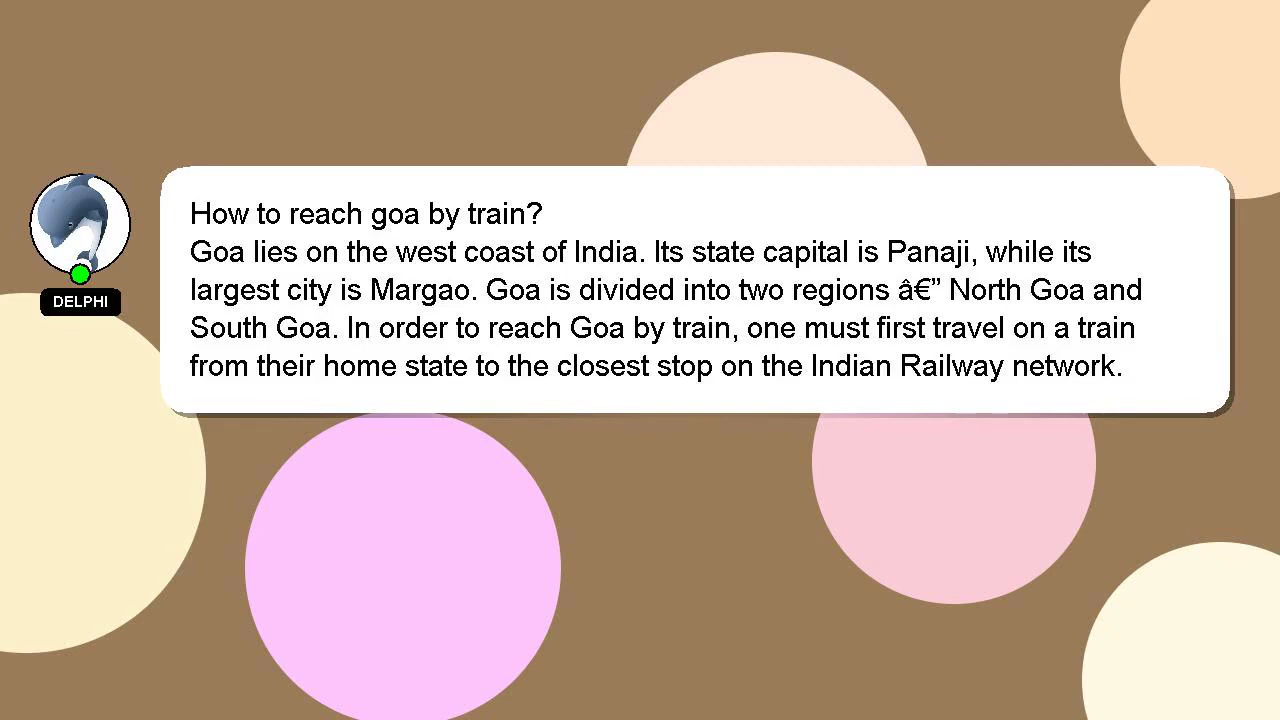 How to reach goa by train?
Goa lies on the west coast of India. Its state capital is Panaji, while its
largest city is Margao. Goa is divided into two regions â€” North Goa and
South Goa. In order to reach Goa by train, one must first travel on a train
from their home state to the closest stop on the Indian Railway network.
DELPHI